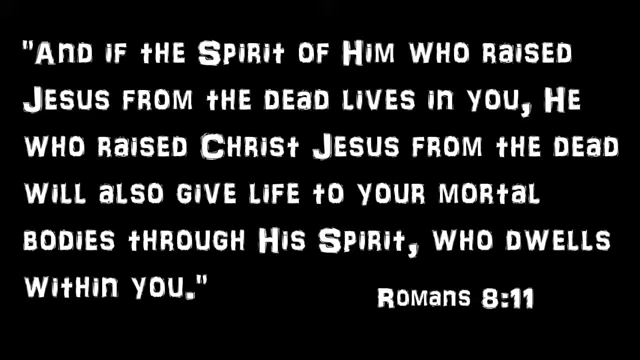 "And if the Spirit of Him who raised
Jesus from the dead lives in you, He
who raised Christ Jesus from the dead
will also give life to your mortal
bodies through His Spirit, who dwells
within you."
Romans 8:11